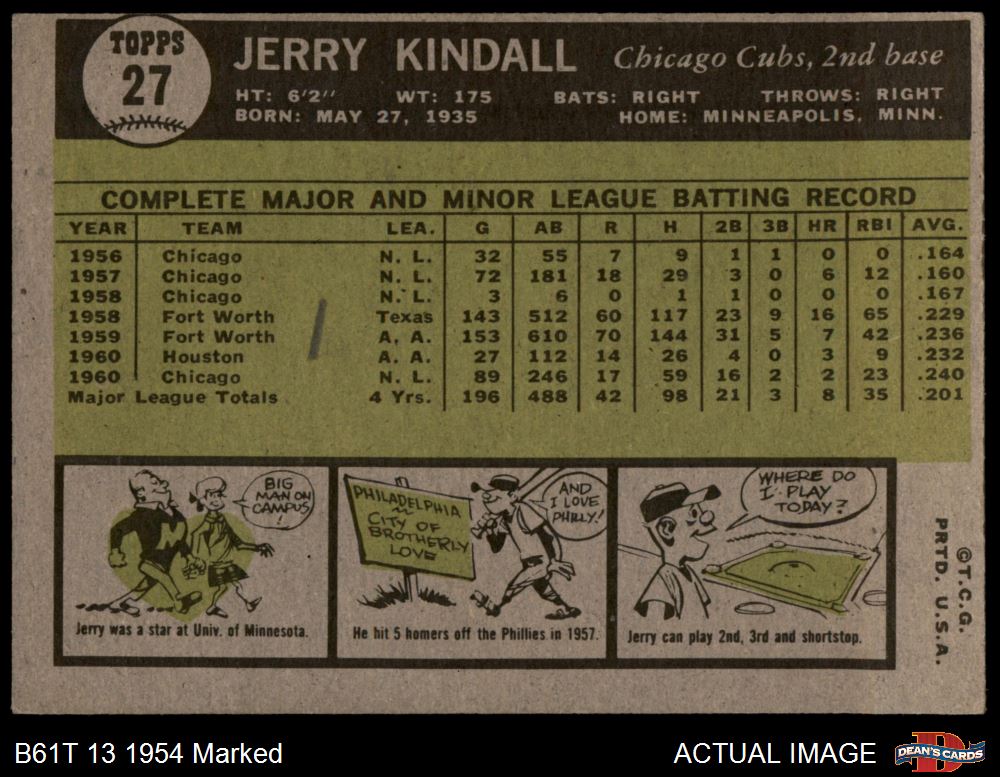 TOPPS
27
JERRY KINDALL Chicago Cubs, 2nd base
HT: 6'2" WT: 175 BATS: RIGHT THROWS: RIGHT
BORN: MAY 27, 1935 HOME: MINNEAPOLIS, MINN.
COMPLETE MAJOR AND MINOR LEAGUE BATTING RECORD
YEAR TEAM LEA. G AB R H 2B 3B HR RBI AVG.
1956 Chicago N. L. 32 55 7 9 1 1 0 0 .164
1957 Chicago N. L. 72 181 18 29 3 0 6 12 .160
1958 Chicago N. L. 3 6 0 1 1 0 0 0 .167
1958 Fort Worth Texas 143 512 60 117 23 9 16 65 .229
1959 Fort Worth A. A. 153 610 70 144 31 5 7 42 .236
1960 Houston A. A. 27 112 14 26 4 0 3 9 .232
1960 Chicago N. L. 89 246 17 59 16 2 2 23 .240
Major League Totals 4 Yrs. 196 488 42 98 21 3 8 35 .201
BIG
MAN ON
CAMPUS
!
M
Jerry was a star at Univ. of Minnesota.
PHILADELPHIA
CITY OF
BROTHERLY
LOVE
AND
I LOVE
PHILLY!
He hit 5 homers off the Phillies in 1957.
WHERE DO
I PLAY
TODAY?
Jerry can play 2nd, 3rd and shortstop.
©T.C.G.
PRTD. U.S.A.
B61T 13 1954 Marked
ACTUAL IMAGE
DEAN'S CARDS